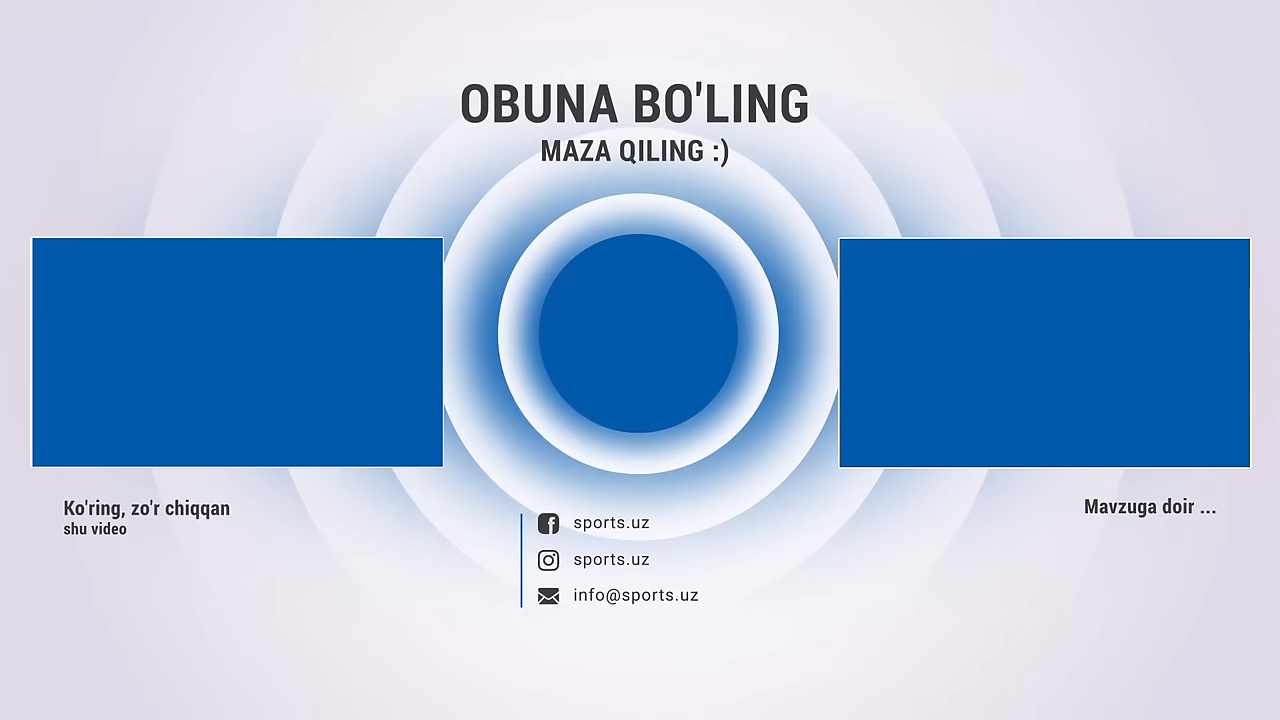 OBUNA BO'LING
MAZA QILING :)
Ko'ring, zo'r chiqqan
shu video
Mavzuga doir ...
sports.uz
sports.uz
info@sports.uz